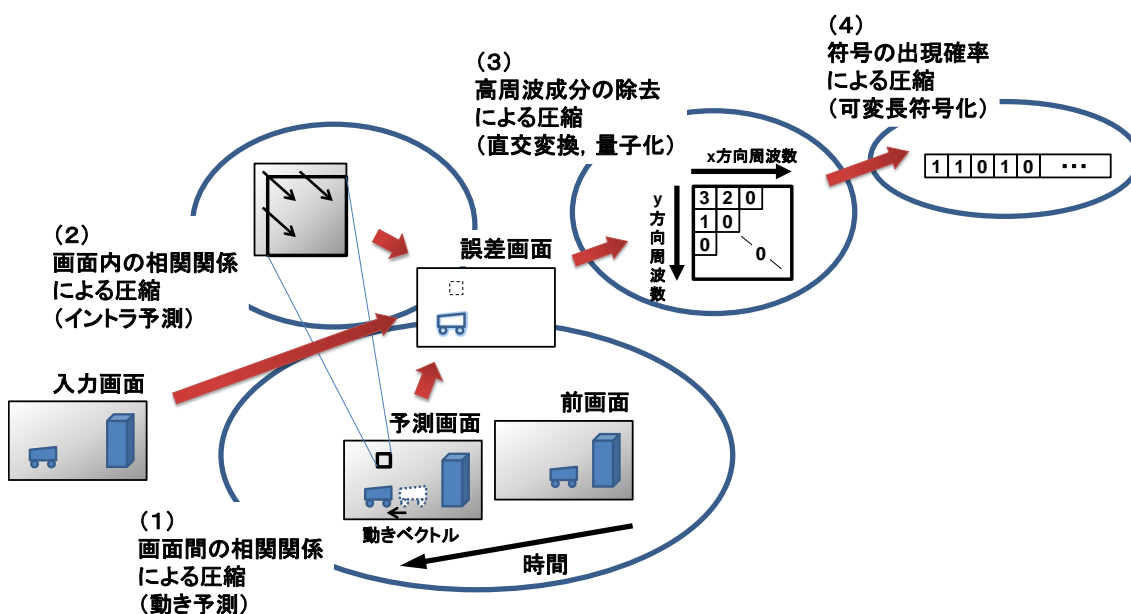 (4)
符号の出現確率
による圧縮
(可変長符号化)
1 1 0 1 0 ・・・
(3)
高周波成分の除去
による圧縮
(直交変換, 量子化)
x方向周波数
y方向周波数
3 2 0
1 0
0
0
(2)
画面内の相関関係
による圧縮
(イントラ予測)
誤差画面
入力画面
予測画面
前画面
動きベクトル
時間
(1)
画面間の相関関係
による圧縮
(動き予測)